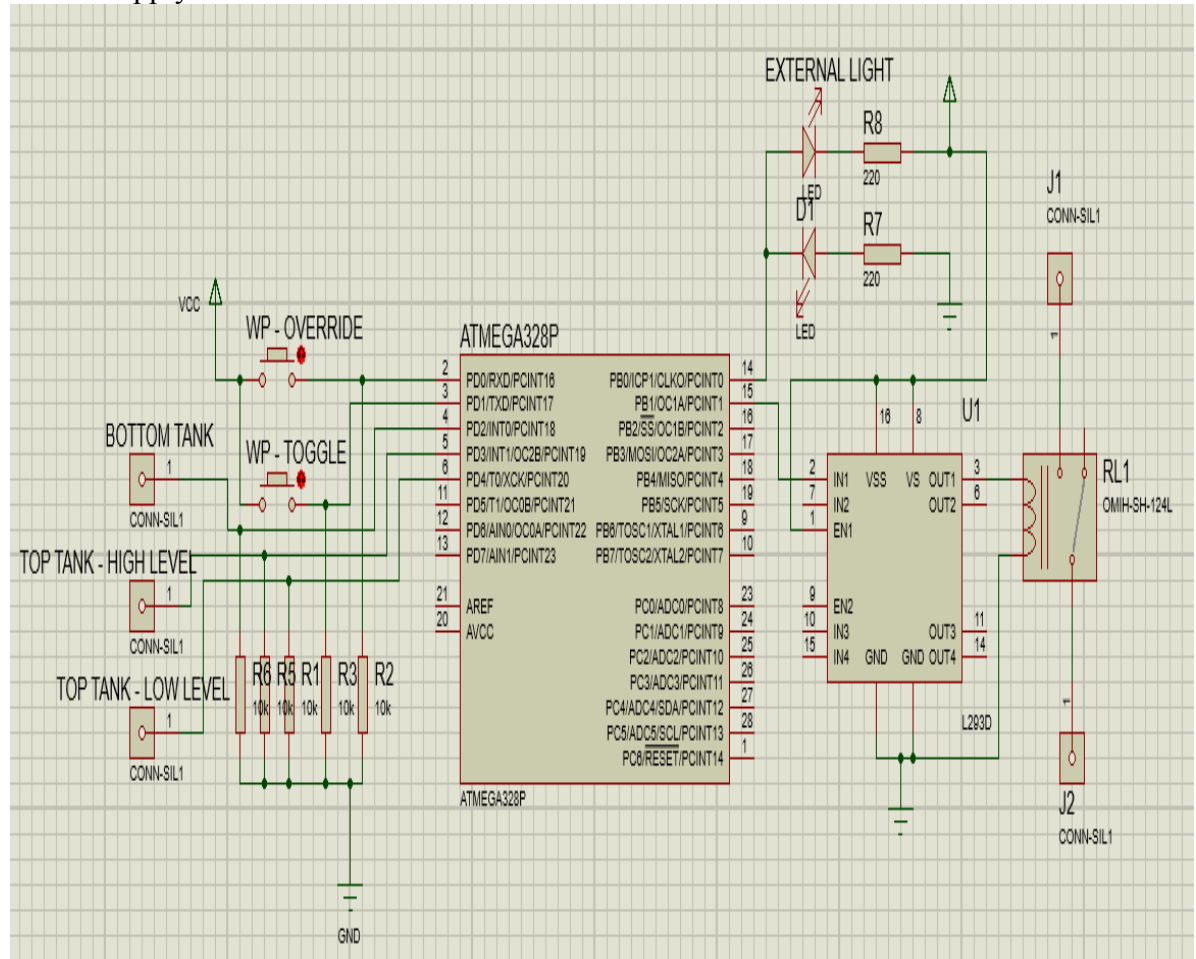 EXTERNAL LIGHT
R8
220
LED
D1
R7
220
LED
J1
CONN-SIL1
1
VCC
WP - OVERRIDE
WP - TOGGLE
BOTTOM TANK
1
CONN-SIL1
TOP TANK - HIGH LEVEL
1
CONN-SIL1
TOP TANK - LOW LEVEL
1
CONN-SIL1
R6 R5 R1 R3 R2
10k 10k 10k 10k 10k
GND
ATMEGA328P
2 PD0/RXD/PCINT16 PB0/ICP1/CLKO/PCINT0 14
3 PD1/TXD/PCINT17 PB1/OC1A/PCINT1 15
4 PD2/INT0/PCINT18 PB2/SS/OC1B/PCINT2 16
5 PD3/INT1/OC2B/PCINT19 PB3/MOSI/OC2A/PCINT3 17
6 PD4/T0/XCK/PCINT20 PB4/MISO/PCINT4 18
11 PD5/T1/OC0B/PCINT21 PB5/SCK/PCINT5 19
12 PD6/AIN0/OC0A/PCINT22 PB6/TOSC1/XTAL1/PCINT6 9
13 PD7/AIN1/PCINT23 PB7/TOSC2/XTAL2/PCINT7 10
21 AREF PC0/ADC0/PCINT8 23
20 AVCC PC1/ADC1/PCINT9 24
PC2/ADC2/PCINT10 25
PC3/ADC3/PCINT11 26
PC4/ADC4/SDA/PCINT12 27
PC5/ADC5/SCL/PCINT13 28
PC6/RESET/PCINT14 1
ATMEGA328P
16 8 U1
2 IN1 VSS VS OUT1 3
7 IN2 OUT2 6
1 EN1
9 EN2
10 IN3 OUT3 11
15 IN4 GND GND OUT4 14
L293D
RL1
OMIH-SH-124L
1
J2
CONN-SIL1